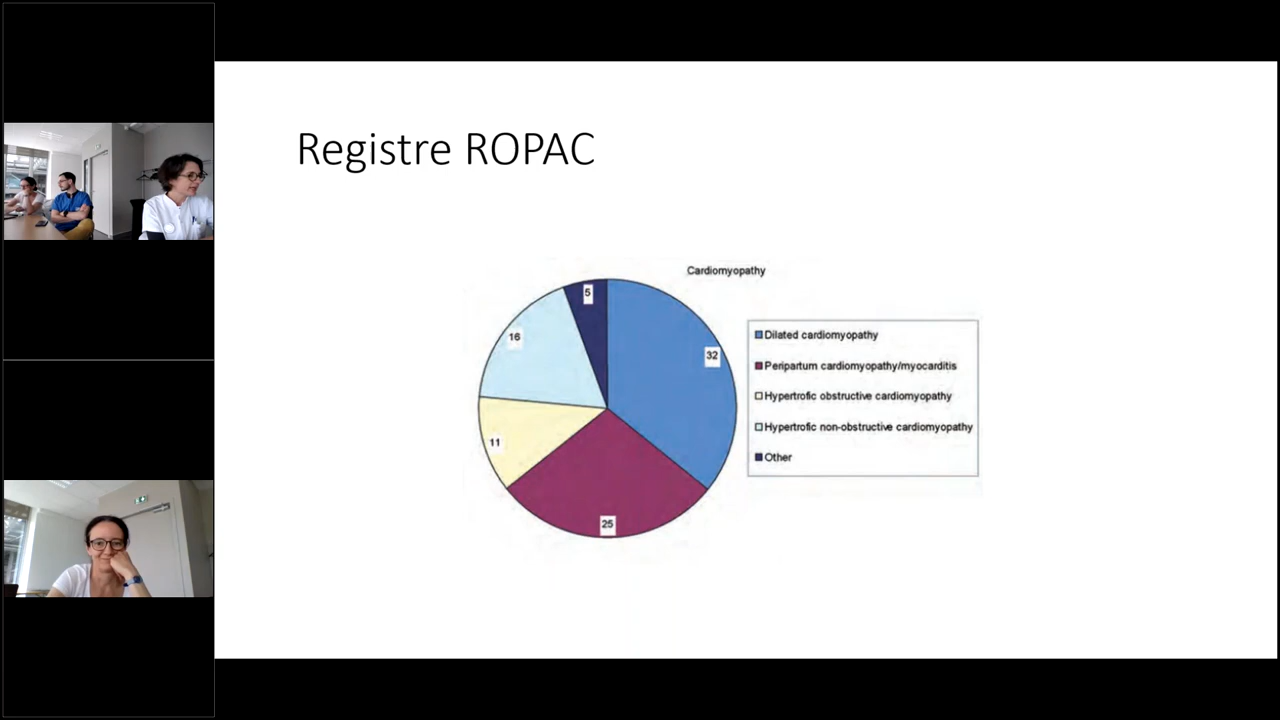 Registre ROPAC
Cardiomyopathy
5
32
16
11
25
Dilated cardiomyopathy
Peripartum cardiomyopathy/myocarditis
Hypertrofic obstructive cardiomyopathy
Hypertrofic non-obstructive cardiomyopathy
Other